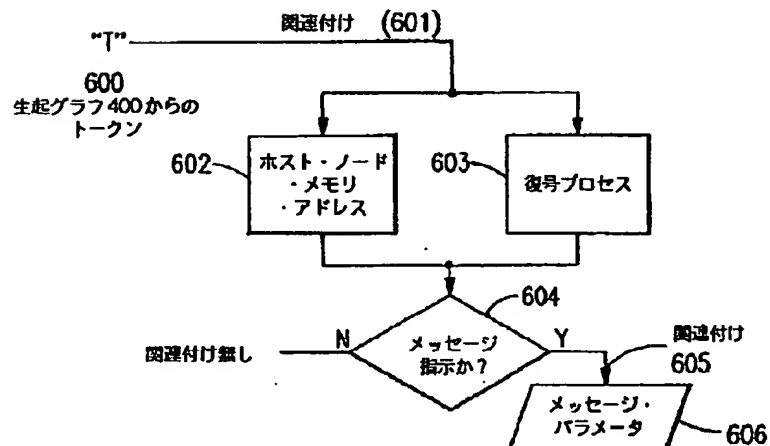 関連付け (601)
"T"
600
生起グラフ400からの
トークン
602
ホスト・ノード
・メモリ
・アドレス
603
復号プロセス
604
メッセージ
指示か?
N
Y
関連付け無し
関連付け
605
メッセージ・
パラメータ
606